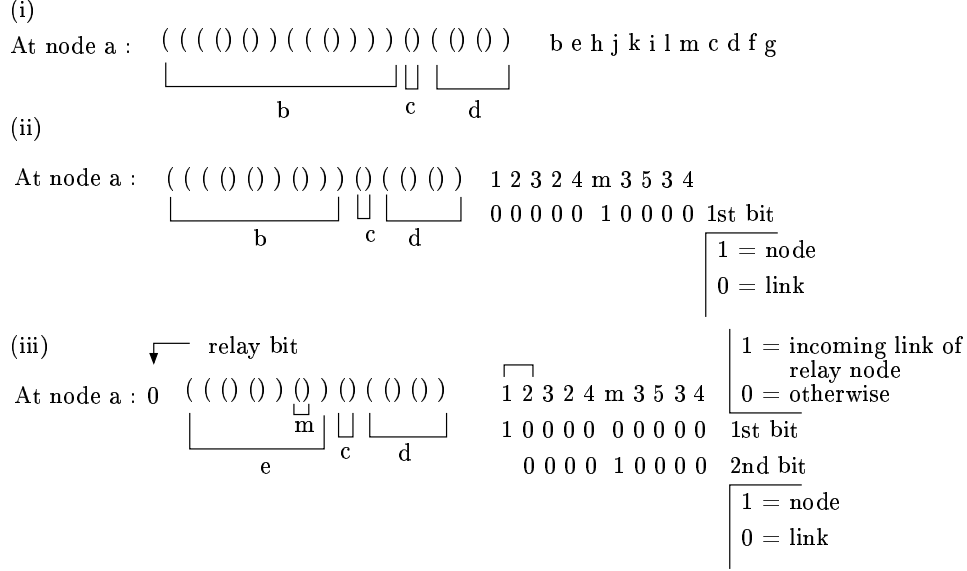 (i)
At node a : ( ( ( () () ) ( ( () ) ) ) () ( () () ) b e h j k i l m c d f g
b c d
(ii)
At node a : ( ( ( () () ) () ) ) () ( () () ) 1 2 3 2 4 m 3 5 3 4
0 0 0 0 0 1 0 0 0 0 1st bit
b c d
1 = node
0 = link
(iii) relay bit
1 = incoming link of
relay node
0 = otherwise
At node a : 0 ( ( () () ) () ) () ( () () ) 1 2 3 2 4 m 3 5 3 4
m
1 0 0 0 0 0 0 0 0 0 1st bit
e c d
0 0 0 0 1 0 0 0 0 2nd bit
1 = node
0 = link